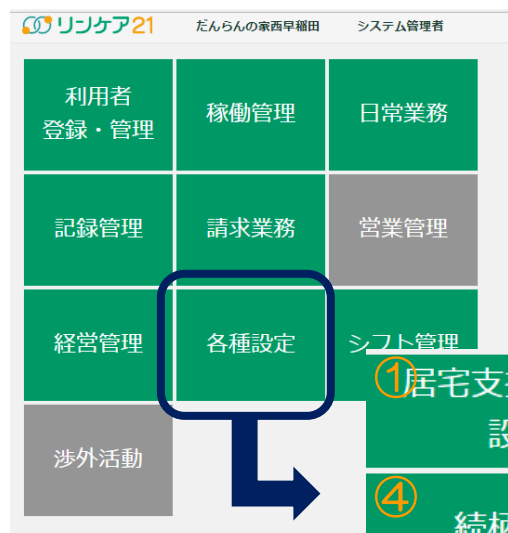 リンケア21 だんらんの家西早稲田 システム管理者
利用者
登録・管理
稼働管理
日常業務
記録管理
請求業務
営業管理
経営管理
各種設定
シフト管理
渉外活動
①居宅支
設
④
続柄